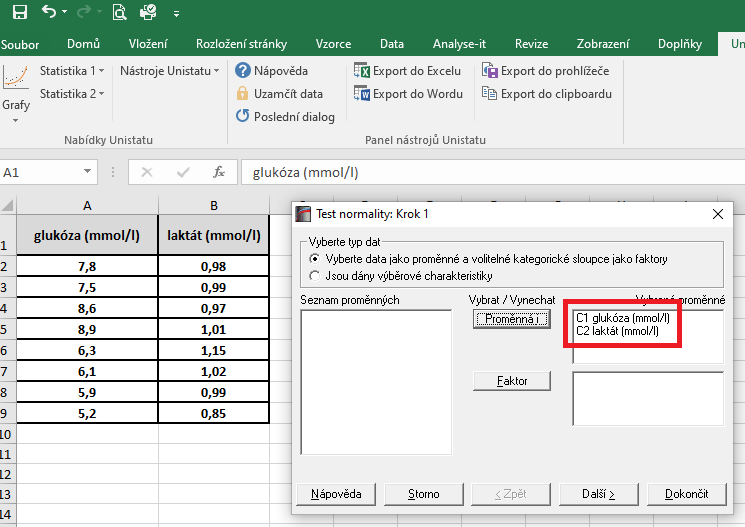 Soubor Domů Vložení Rozložení stránky Vzorce Data Analyse-it Revize Zobrazení Doplňky Un
Grafy
Statistika 1
Statistika 2
Nástroje Unistatu
Nabídky Unistatu
Nápověda
Uzamčít data
Poslední dialog
Export do Excelu
Export do Wordu
Export do prohlížeče
Export do clipboardu
Panel nástrojů Unistatu
A1 fx glukóza (mmol/l)
A B
1 glukóza (mmol/l) laktát (mmol/l)
2 7,8 0,98
3 7,5 0,99
4 8,6 0,97
5 8,9 1,01
6 6,3 1,15
7 6,1 1,02
8 5,9 0,99
9 5,2 0,85
10
11
12
13
14
Test normality: Krok 1
Vyberte typ dat
Vyberte data jako proměnné a volitelné kategorické sloupce jako faktory
Jsou dány výběrové charakteristiky
Seznam proměnných Vybrat / Vynechat Vybrané proměnné
Proměnná i
C1 glukóza (mmol/l)
C2 laktát (mmol/l)
Faktor
Nápověda Storno < Zpět Další > Dokončit